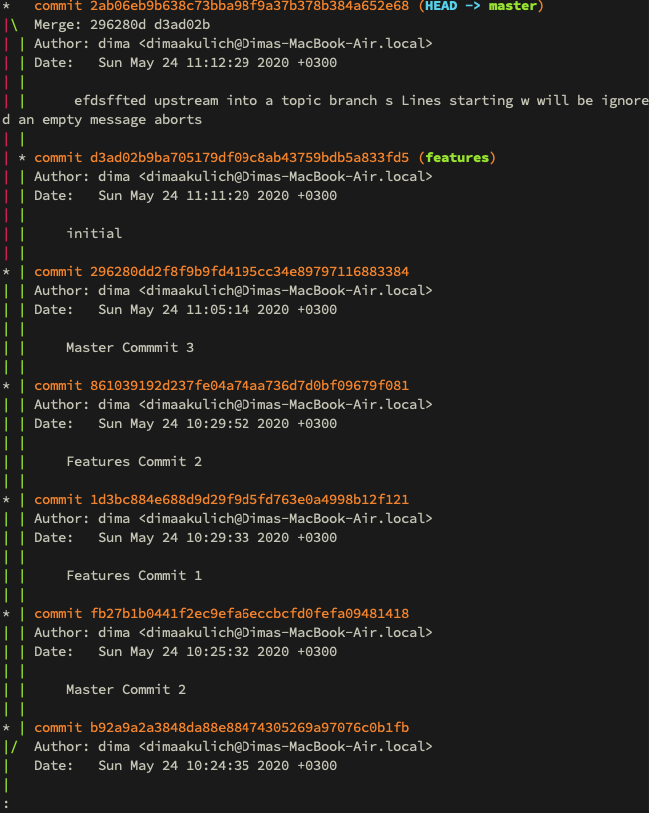 *   commit 2ab06eb9b638c73bba98f9a37b378b384a652e68 (HEAD -> master)
|\  Merge: 296280d d3ad02b
| | Author: dima <dimaakulich@Dimas-MacBook-Air.local>
| | Date:   Sun May 24 11:12:29 2020 +0300
| |
| |      efdsffted upstream into a topic branch s Lines starting w will be ignore
d an empty message aborts
| |
| * commit d3ad02b9ba705179df09c8ab43759bdb5a833fd5 (features)
| | Author: dima <dimaakulich@Dimas-MacBook-Air.local>
| | Date:   Sun May 24 11:11:20 2020 +0300
| |
| |     initial
| |
* | commit 296280dd2f8f9b9fd4195cc34e89797116883384
| | Author: dima <dimaakulich@Dimas-MacBook-Air.local>
| | Date:   Sun May 24 11:05:14 2020 +0300
| |
| |     Master Commmit 3
| |
* | commit 861039192d237fe04a74aa736d7d0bf09679f081
| | Author: dima <dimaakulich@Dimas-MacBook-Air.local>
| | Date:   Sun May 24 10:29:52 2020 +0300
| |
| |     Features Commit 2
| |
* | commit 1d3bc884e688d9d29f9d5fd763e0a4998b12f121
| | Author: dima <dimaakulich@Dimas-MacBook-Air.local>
| | Date:   Sun May 24 10:29:33 2020 +0300
| |
| |     Features Commit 1
| |
* | commit fb27b1b0441f2ec9efa6eccbcfd0fefa09481418
| | Author: dima <dimaakulich@Dimas-MacBook-Air.local>
| | Date:   Sun May 24 10:25:32 2020 +0300
| |
| |     Master Commit 2
| |
* | commit b92a9a2a3848da88e88474305269a97076c0b1fb
|/  Author: dima <dimaakulich@Dimas-MacBook-Air.local>
|   Date:   Sun May 24 10:24:35 2020 +0300
|
: